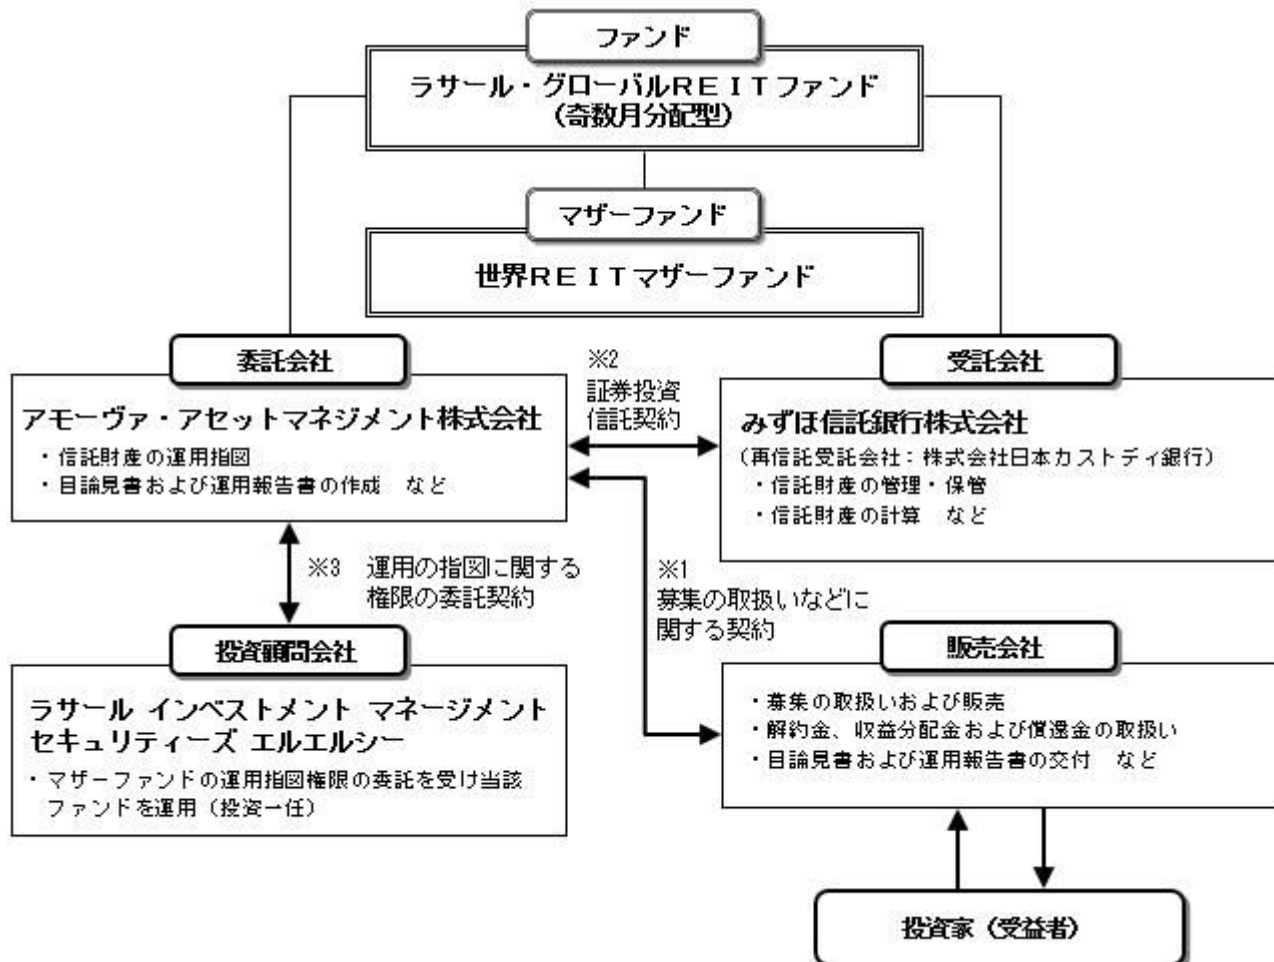 ファンド
ラサール・グローバルREITファンド
(奇数月分配型)
マザーファンド
世界REITマザーファンド
委託会社
アモーヴァ・アセットマネジメント株式会社
・信託財産の運用指図
・目論見書および運用報告書の作成 など
※2
証券投資
信託契約
受託会社
みずほ信託銀行株式会社
(再信託受託会社:株式会社日本カストディ銀行)
・信託財産の管理・保管
・信託財産の計算 など
※3 運用の指図に関する
権限の委託契約
※1
募集の取扱いなどに
関する契約
投資顧問会社
ラサール インベストメント マネージメント
セキュリティーズ エルエルシー
・マザーファンドの運用指図権限の委託を受け当該
ファンドを運用(投資一任)
販売会社
・募集の取扱いおよび販売
・解約金、収益分配金および償還金の取扱い
・目論見書および運用報告書の交付 など
投資家(受益者)